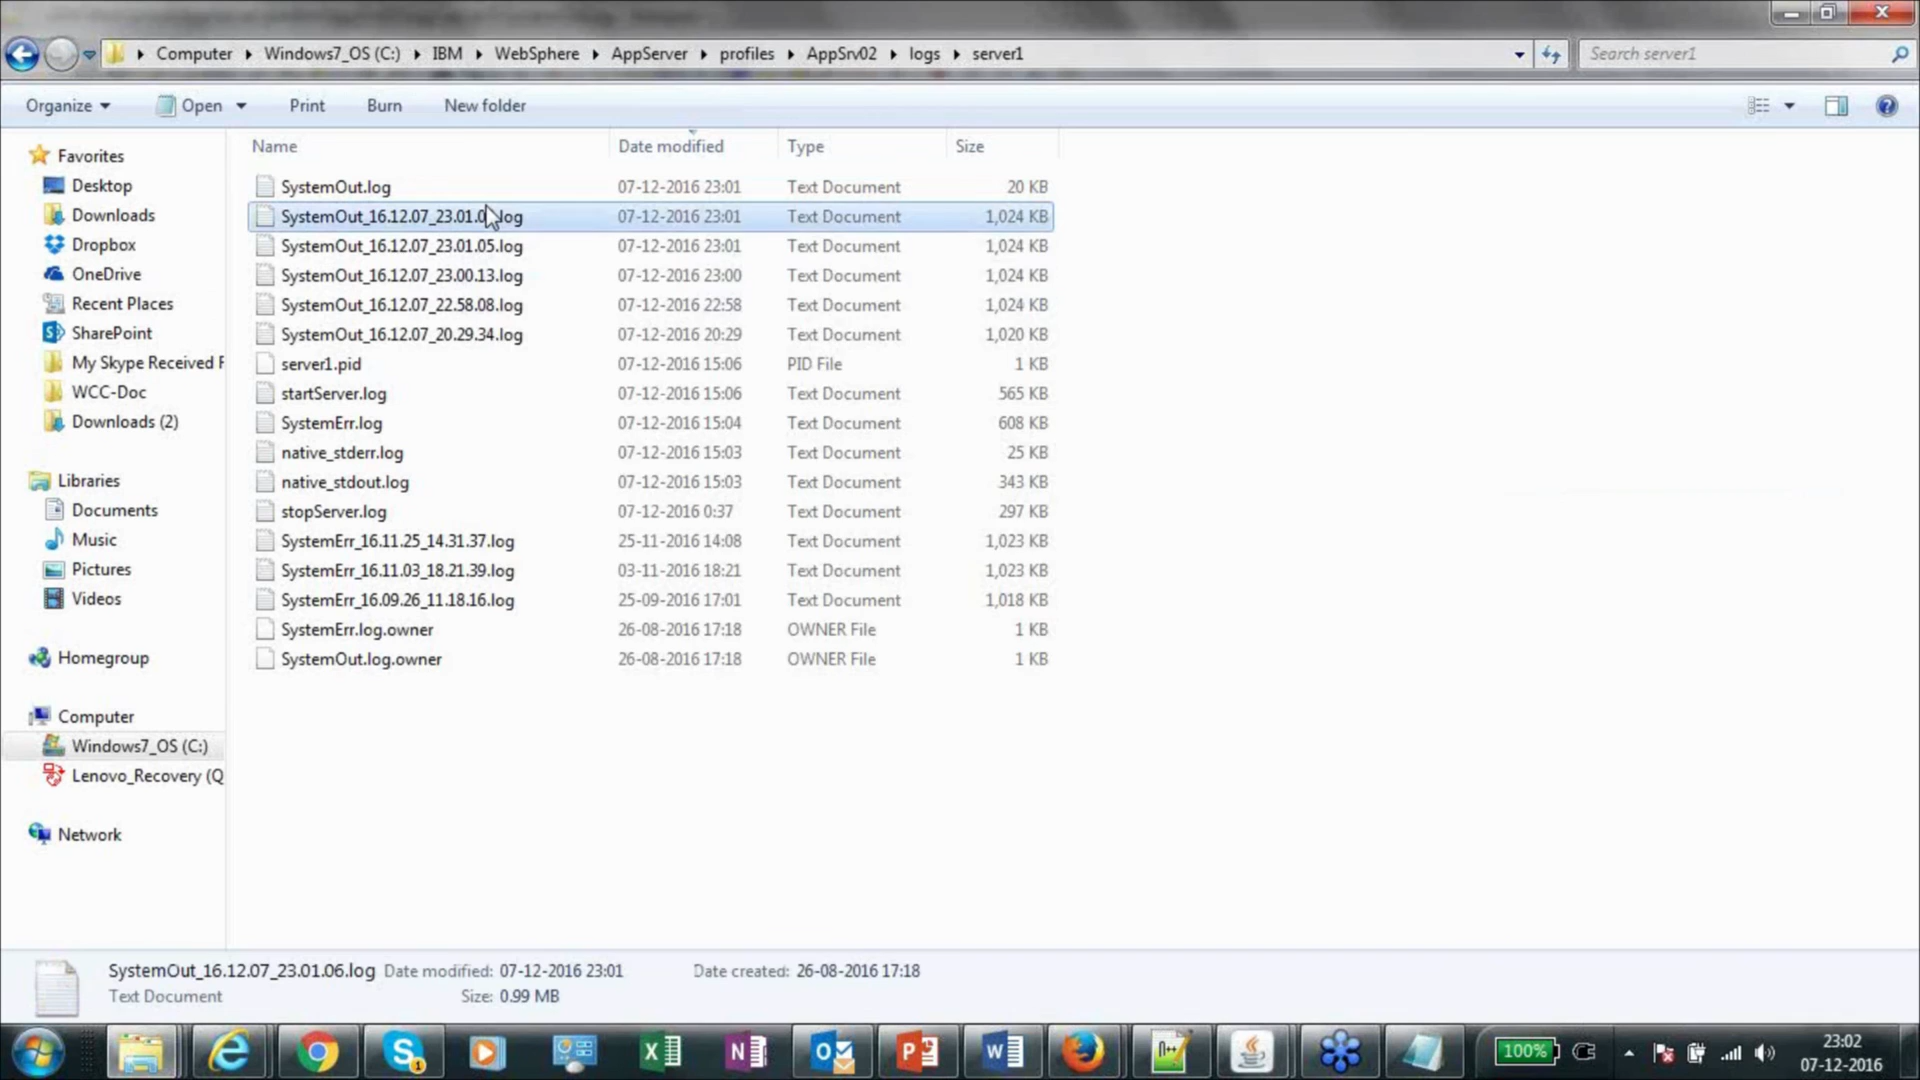 Computer Windows7_OS (C:) IBM WebSphere AppServer profiles AppSrv02 logs server1 Search server1
Organize Open Print Burn New folder
Name Date modified Type Size
Favorites
Desktop
Downloads
Dropbox
OneDrive
Recent Places
SharePoint
My Skype Received F
WCC-Doc
Downloads (2)
Libraries
Documents
Music
Pictures
Videos
Homegroup
Computer
Windows7_OS (C:)
Lenovo_Recovery (Q
Network
SystemOut.log 07-12-2016 23:01 Text Document 20 KB
SystemOut_16.12.07_23.01.0 .log 07-12-2016 23:01 Text Document 1,024 KB
SystemOut_16.12.07_23.01.05.log 07-12-2016 23:01 Text Document 1,024 KB
SystemOut_16.12.07_23.00.13.log 07-12-2016 23:00 Text Document 1,024 KB
SystemOut_16.12.07_22.58.08.log 07-12-2016 22:58 Text Document 1,024 KB
SystemOut_16.12.07_20.29.34.log 07-12-2016 20:29 Text Document 1,020 KB
server1.pid 07-12-2016 15:06 PID File 1 KB
startServer.log 07-12-2016 15:06 Text Document 565 KB
SystemErr.log 07-12-2016 15:04 Text Document 608 KB
native_stderr.log 07-12-2016 15:03 Text Document 25 KB
native_stdout.log 07-12-2016 15:03 Text Document 343 KB
stopServer.log 07-12-2016 0:37 Text Document 297 KB
SystemErr_16.11.25_14.31.37.log 25-11-2016 14:08 Text Document 1,023 KB
SystemErr_16.11.03_18.21.39.log 03-11-2016 18:21 Text Document 1,023 KB
SystemErr_16.09.26_11.18.16.log 25-09-2016 17:01 Text Document 1,018 KB
SystemErr.log.owner 26-08-2016 17:18 OWNER File 1 KB
SystemOut.log.owner 26-08-2016 17:18 OWNER File 1 KB
SystemOut_16.12.07_23.01.06.log Date modified: 07-12-2016 23:01 Date created: 26-08-2016 17:18
Text Document Size: 0.99 MB
100% 23:02
07-12-2016